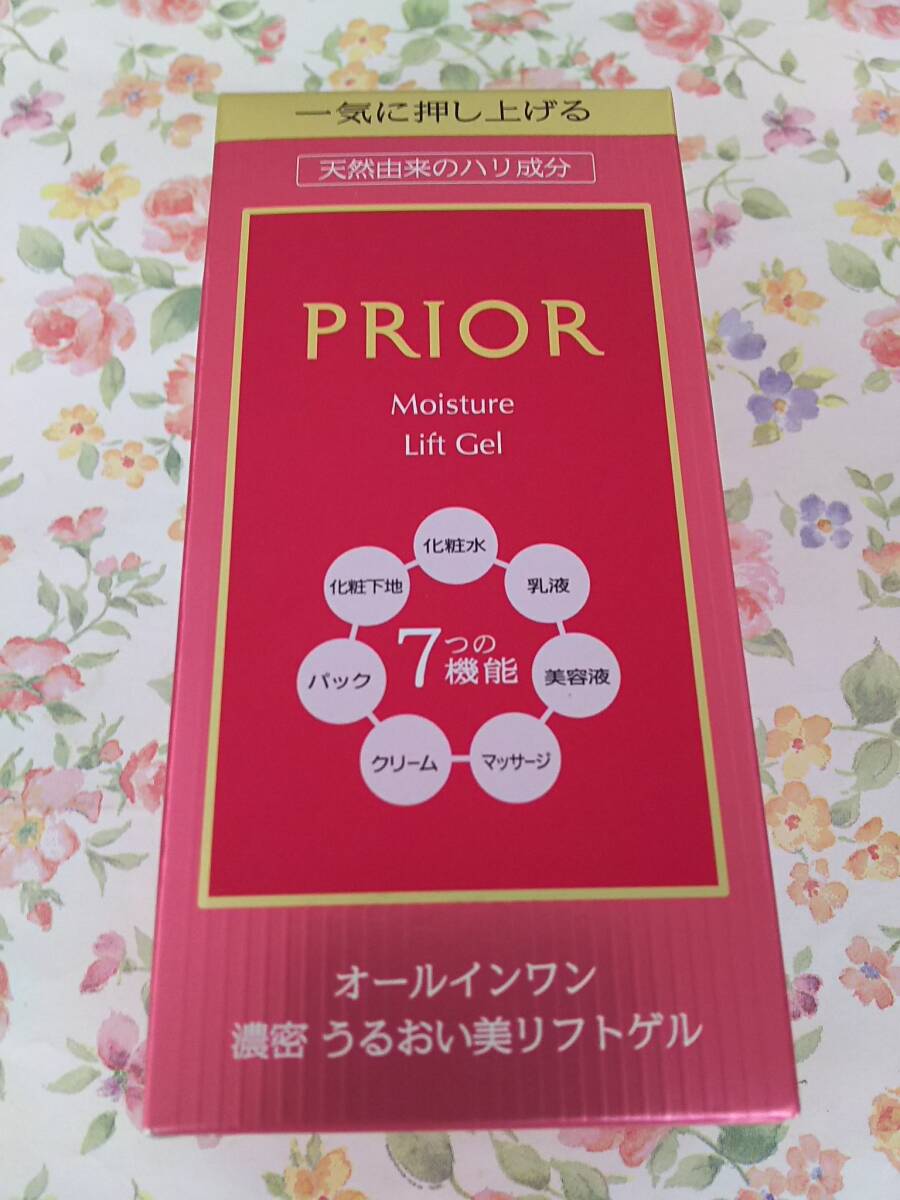 一気に押し上げる
天然由来のハリ成分
PRIOR
Moisture
Lift Gel
化粧水
乳液
美容液
マッサージ
クリーム
パック
化粧下地
7つの
機能
オールインワン
濃密 うるおい美リフトゲル